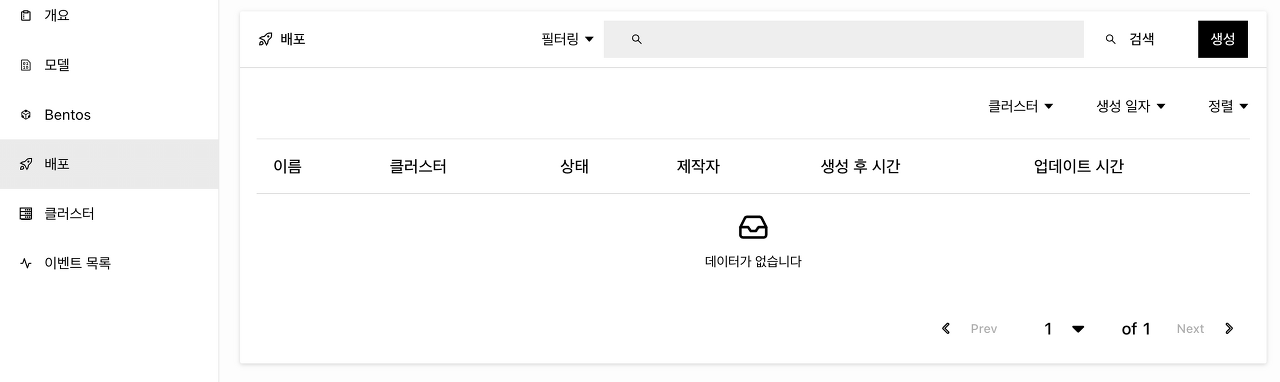 개요
모델
Bentos
배포
클러스터
이벤트 목록
배포 필터링 검색 생성
클러스터 생성 일자 정렬
이름 클러스터 상태 제작자 생성 후 시간 업데이트 시간
데이터가 없습니다
Prev 1 of 1 Next